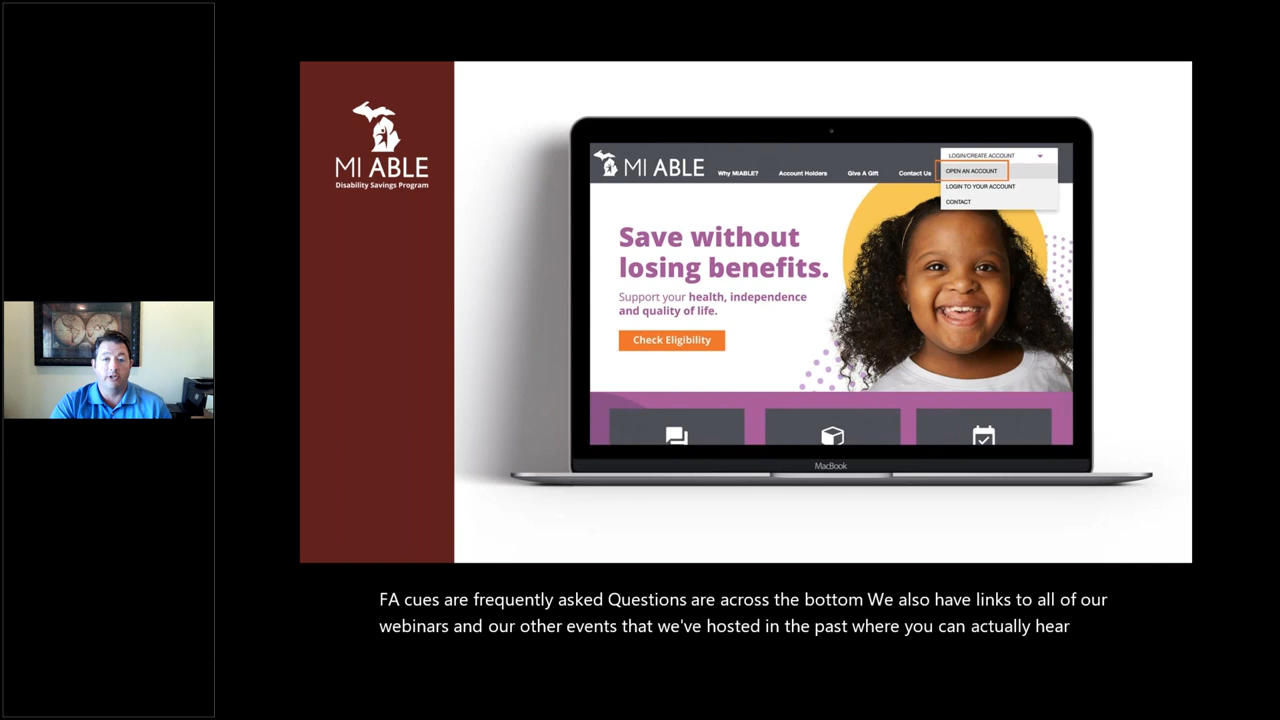 MI ABLE
Disability Savings Program
MI ABLE
Why MIABLE?
Account Holders
Give A Gift
Contact Us
LOGIN/CREATE ACCOUNT
OPEN AN ACCOUNT
LOGIN TO YOUR ACCOUNT
CONTACT
Save without
losing benefits.
Support your health, independence
and quality of life.
Check Eligibility
MacBook
FA cues are frequently asked Questions are across the bottom We also have links to all of our
webinars and our other events that we've hosted in the past where you can actually hear